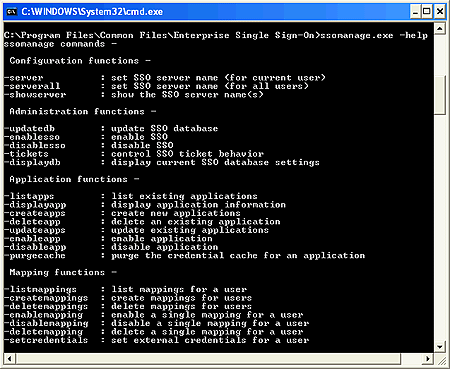 C:\WINDOWS\System32\cmd.exe
C:\Program Files\Common Files\Enterprise Single Sign-On>ssomanage.exe -help
ssomanage commands -
Configuration functions -
-server : set SSO server name (for current user)
-serverall : set SSO server name (for all users)
-showserver : show the SSO server name(s)
Administration functions -
-updatedb : update SSO database
-enablesso : enable SSO
-disablesso : disable SSO
-tickets : control SSO ticket behavior
-displaydb : display current SSO database settings
Application functions -
-listapps : list existing applications
-displayapp : display application information
-createapps : create new applications
-deleteapp : delete an existing application
-updateapps : update existing applications
-enableapp : enable application
-disableapp : disable application
-purgecache : purge the credential cache for an application
Mapping functions -
-listmappings : list mappings for a user
-createmappings : create mappings for users
-deletemappings : delete mappings for users
-enablemapping : enable a single mapping for a user
-disablemapping : disable a single mapping for a user
-deletemapping : delete a single mapping for a user
-setcredentials : set external credentials for a user